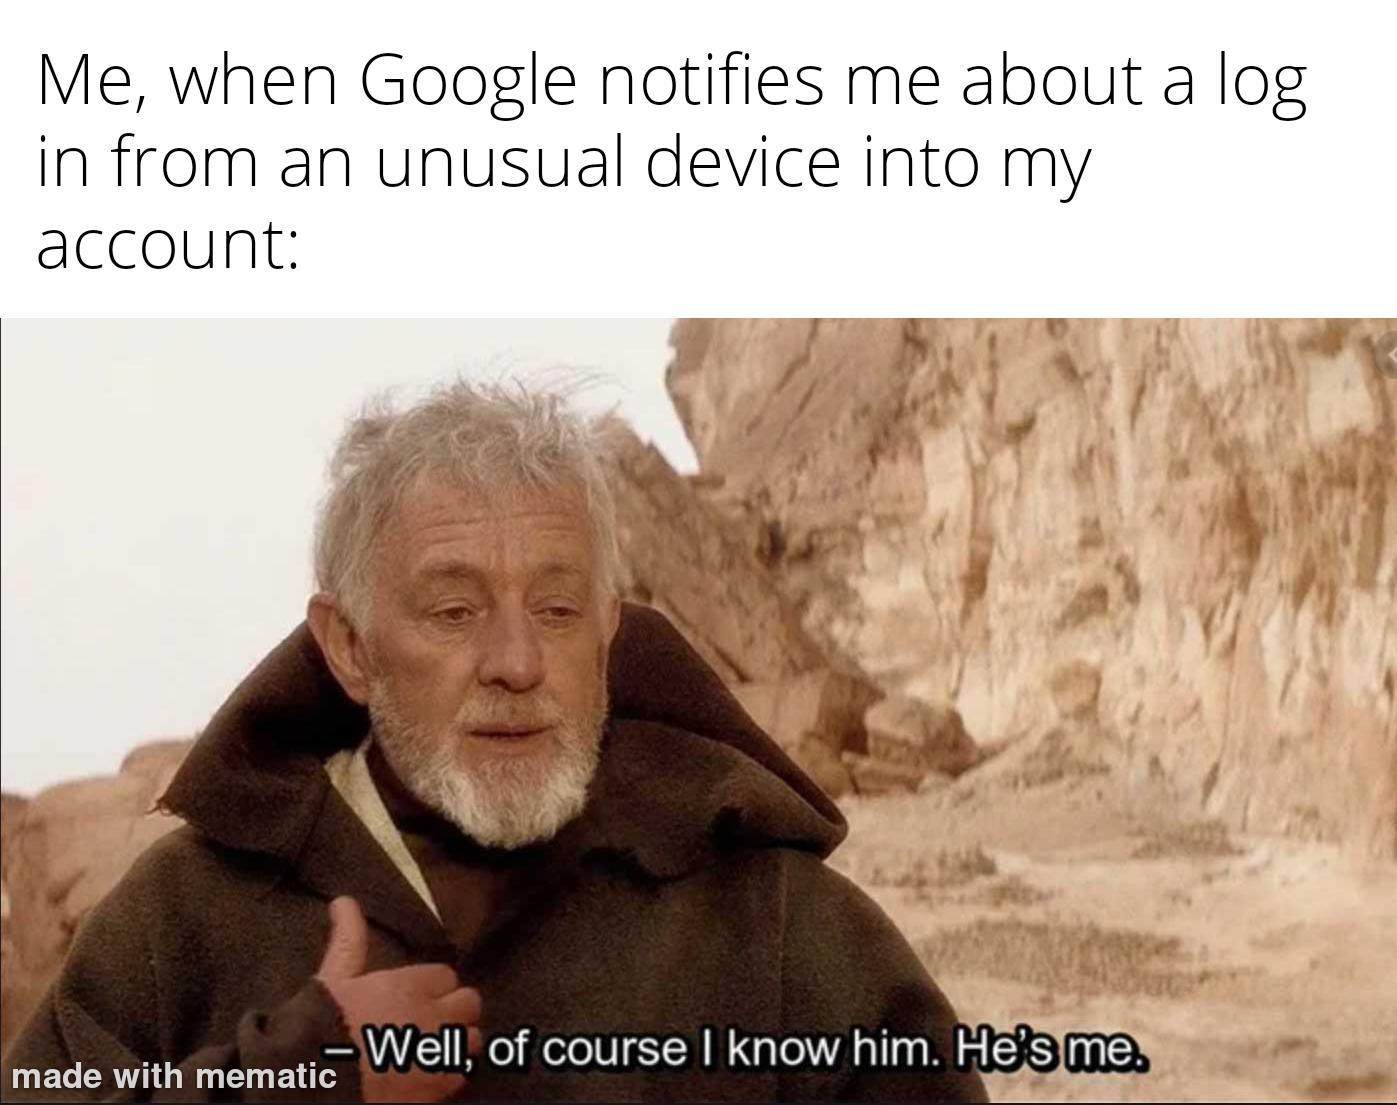 Me, when Google notifies me about a log
in from an unusual device into my
account:
– Well, of course I know him. He's me.
made with mematic